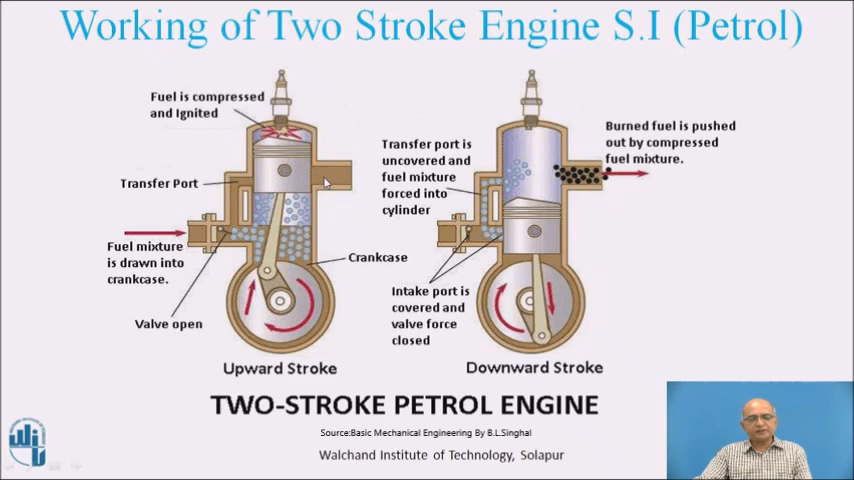 Working of Two Stroke Engine S.I (Petrol)
Fuel is compressed
and Ignited
Transfer Port
Fuel mixture
is drawn into
crankcase.
Valve open
Crankcase
Upward Stroke
Transfer port is
uncovered and
fuel mixture
forced into
cylinder
Burned fuel is pushed
out by compressed
fuel mixture.
Intake port is
covered and
valve force
closed
Downward Stroke
TWO-STROKE PETROL ENGINE
Source:Basic Mechanical Engineering By B.L.Singhal
Walchand Institute of Technology, Solapur